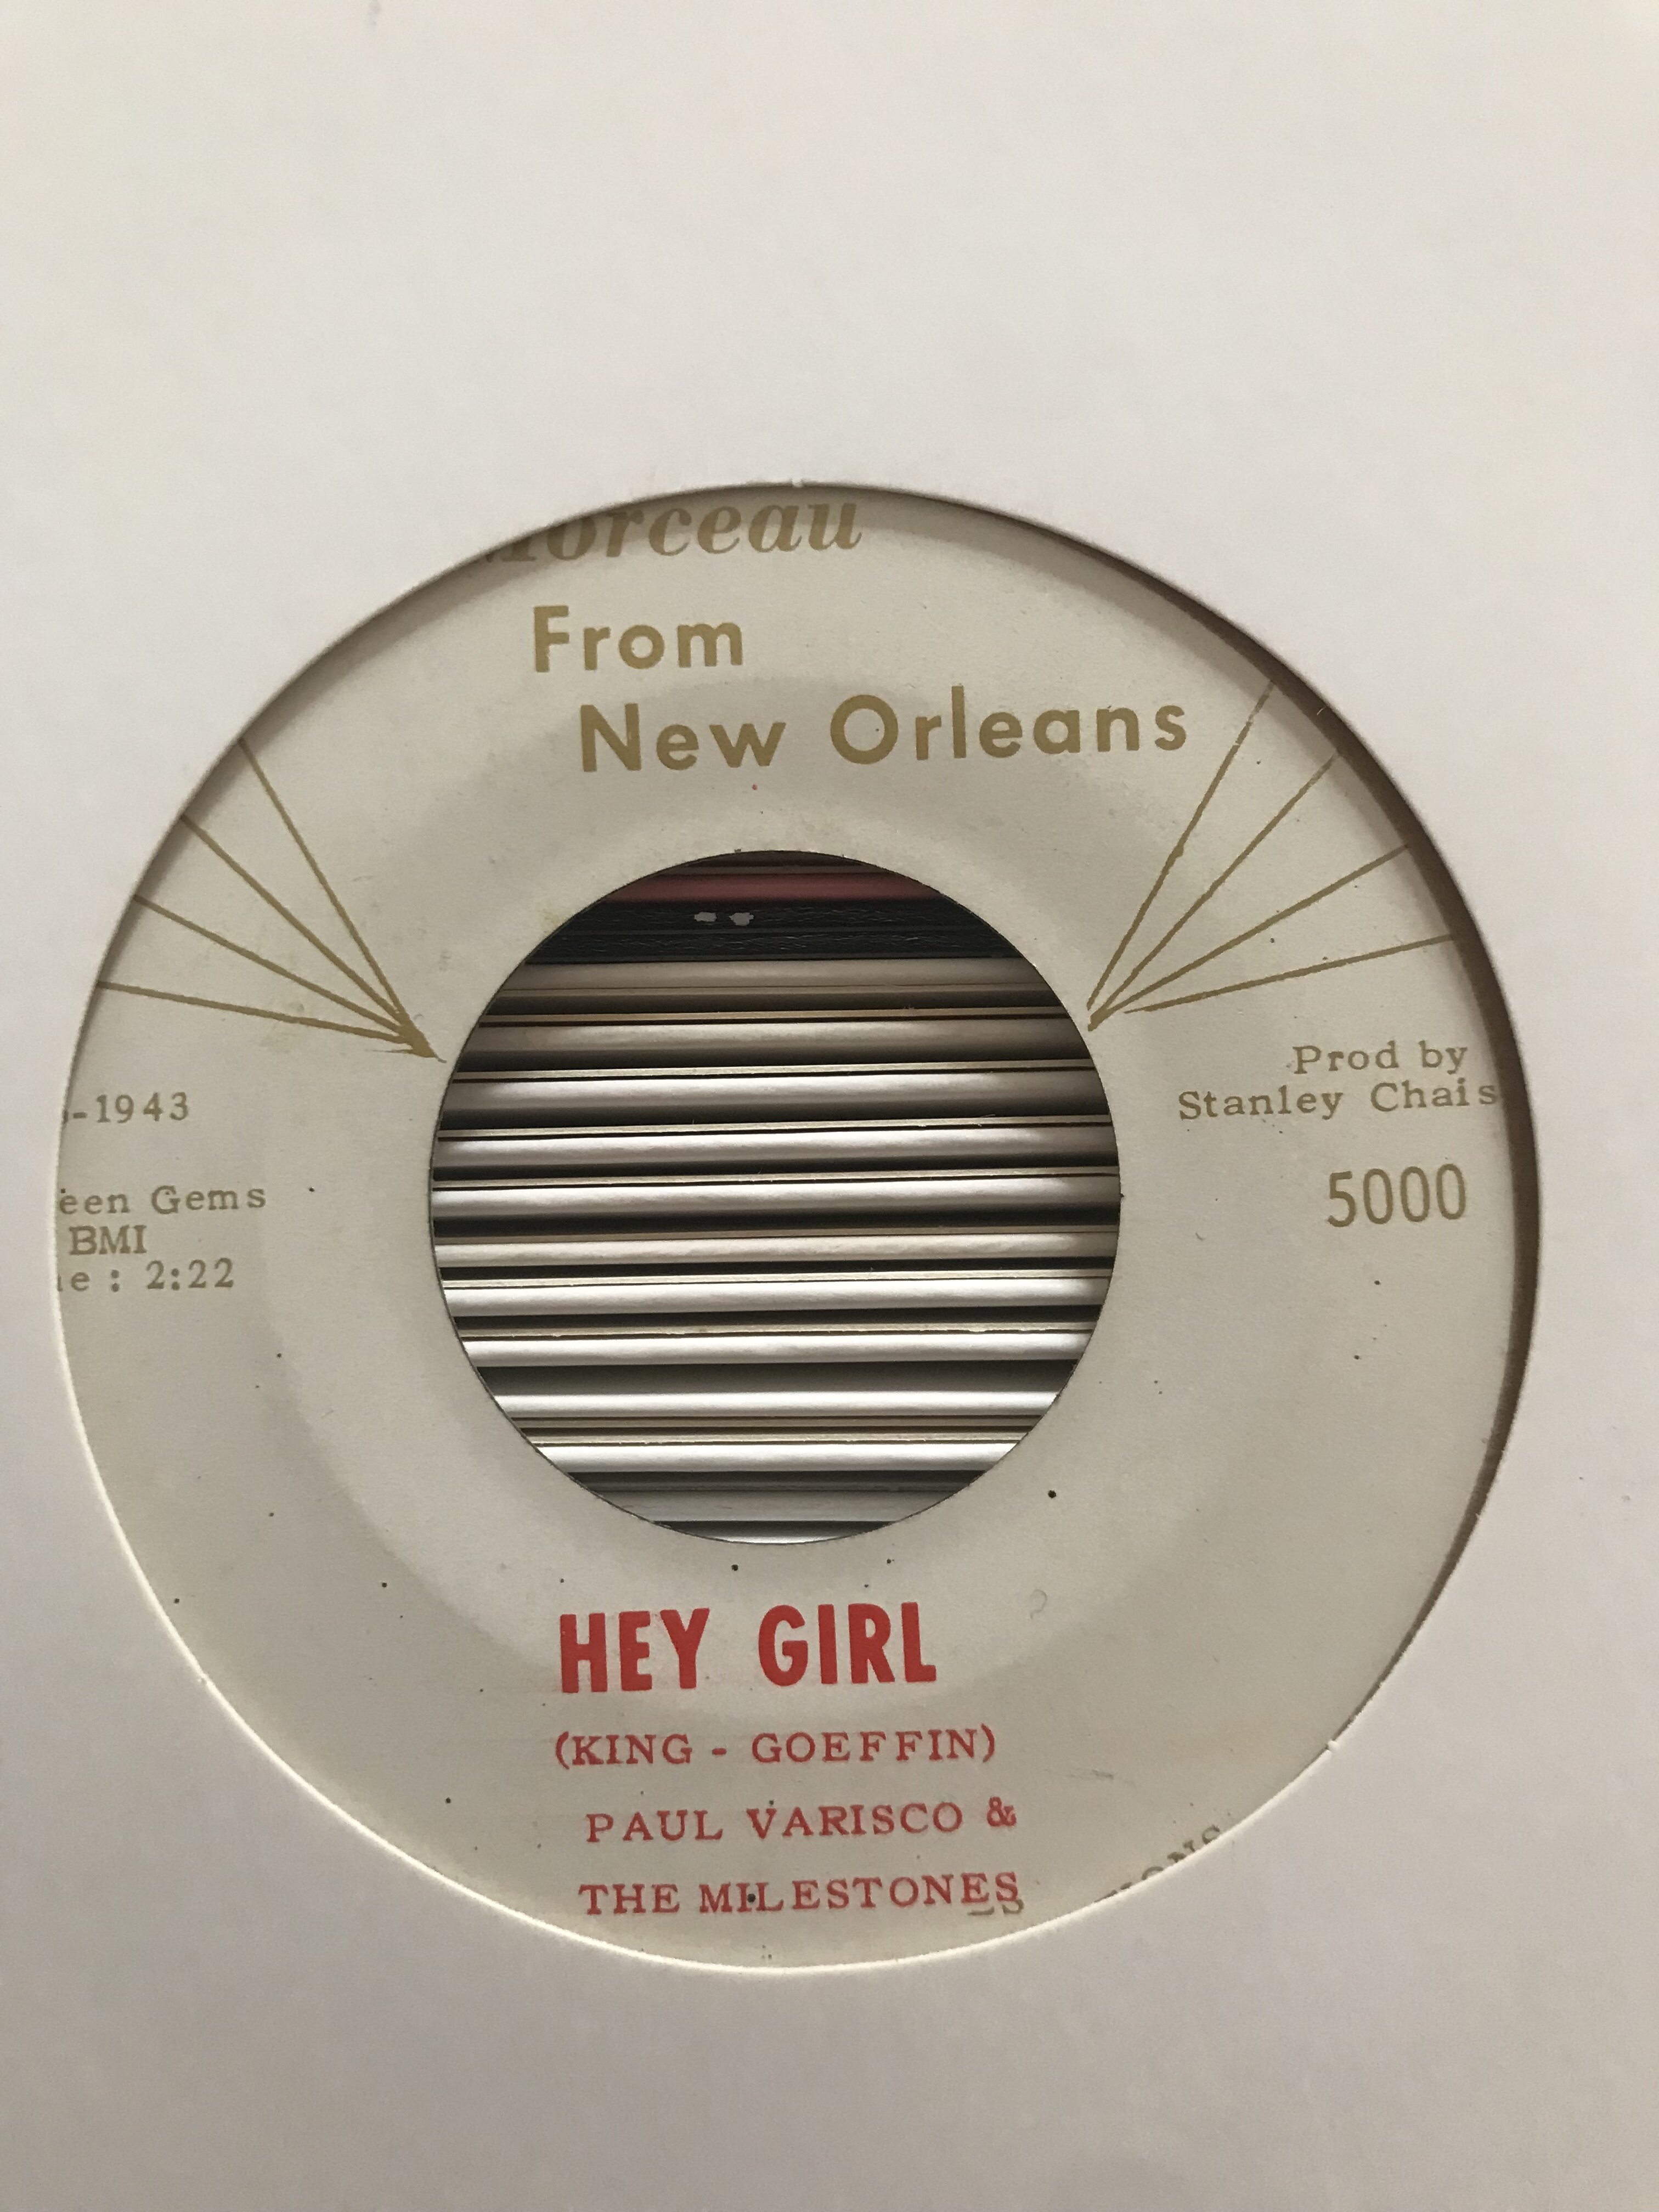 From
New Orleans
-1943
Prod by
Stanley Chais
5000
Gems
BMI
: 2:22
HEY GIRL
(KING - GOEFFIN)
PAUL VARISCO &
THE MILESTONES